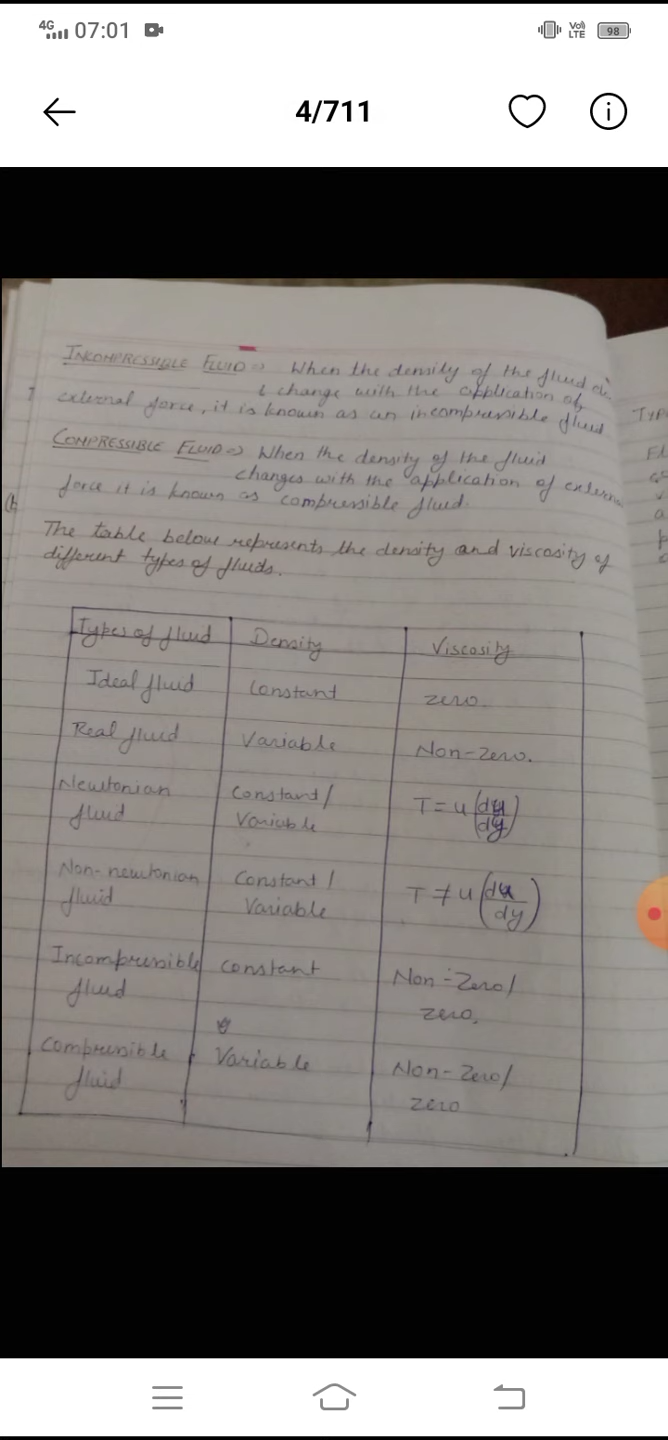 4G 07:01 Vo)) LTE 98
4/711
INCOMPRESSIBLE FLUID => When the density of the fluid
change with the application of
external force, it is known as an incompressible fluid
COMPRESSIBLE FLUID => When the density of the fluid
changes with the application of
force it is known as compressible fluid.
The table below represents the density and viscosity of
different types of fluids.
Types of fluid Density Viscosity
Ideal fluid Constant zero.
Real fluid Variable Non-zero.
Newtonian fluid Constant/ Variable T = u (du/dy)
Non-newtonian fluid Constant/ Variable T ≠ u (du/dy)
Incompressible fluid constant Non-Zero/ zero.
Compressible fluid Variable Non-Zero/ zero